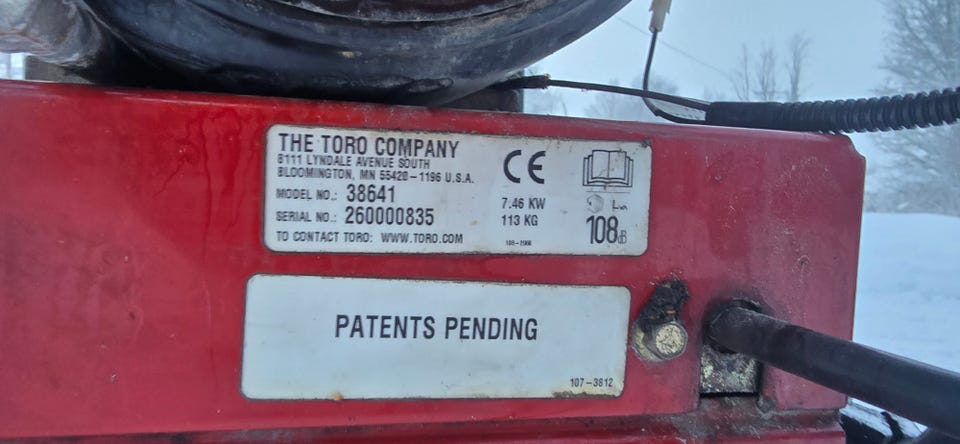 THE TORO COMPANY
8111 LYNDALE AVENUE SOUTH
BLOOMINGTON, MN 55420-1196 U.S.A.
MODEL NO.: 38641
SERIAL NO.: 260000835
TO CONTACT TORO: WWW.TORO.COM
CE
7.46 KW
113 KG
LWA
108dB
PATENTS PENDING
107-3812